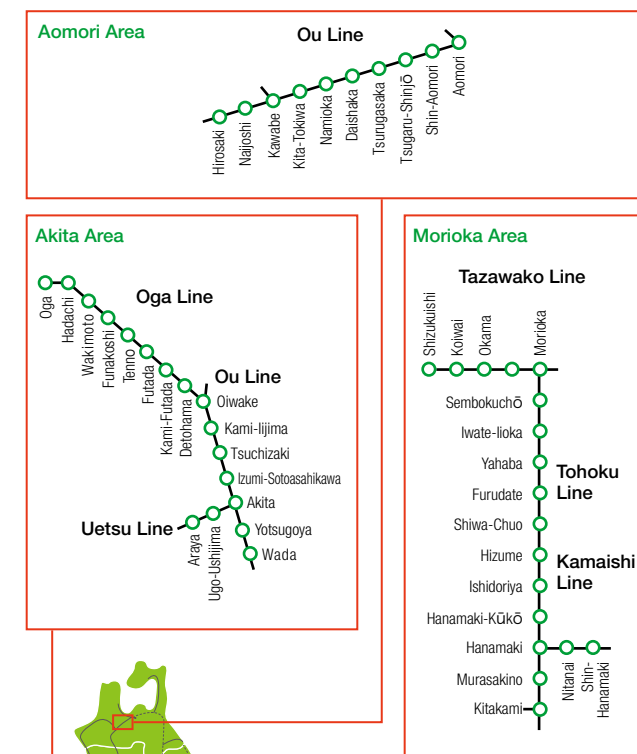 Aomori Area
Ou Line
Hirosaki
Naijoshi
Kawabe
Kita-Tokiwa
Namioka
Daishaka
Tsurugasaka
Tsugaru-Shinjō
Shin-Aomori
Aomori
Akita Area
Oga Line
Oga
Hadachi
Wakimoto
Funakoshi
Tenno
Futada
Kami-Futada
Detohama
Ou Line
Oiwake
Kami-Iijima
Tsuchizaki
Izumi-Sotoasahikawa
Akita
Yotsugoya
Wada
Uetsu Line
Araya
Ugo-Ushijima
Morioka Area
Tazawako Line
Shizukuishi
Koiwai
Okama
Morioka
Sembokuchō
Iwate-Iioka
Yahaba
Furudate
Shiwa-Chuo
Hizume
Ishidoriya
Hanamaki-Kūkō
Hanamaki
Murasakino
Kitakami
Tohoku
Line
Kamaishi
Line
Nitanai
Shin-
Hanamaki